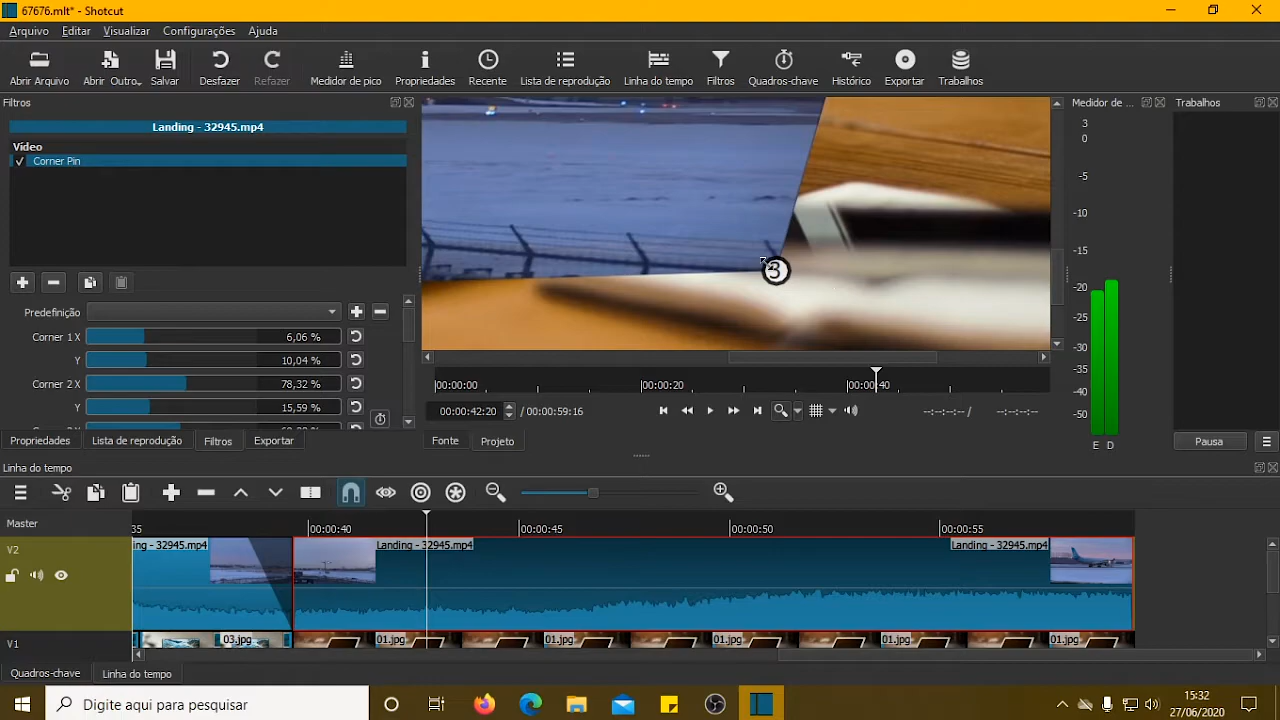 67676.mlt* - Shotcut
Arquivo Editar Visualizar Configurações Ajuda
Abrir Arquivo Abrir Outro... Salvar Desfazer Refazer Medidor de pico Propriedades Recente Lista de reprodução Linha do tempo Filtros Quadros-chave Histórico Exportar Trabalhos
Filtros
Landing - 32945.mp4
Vídeo
Corner Pin
Predefinição
Corner 1 X 6,06 %
Y 10,04 %
Corner 2 X 78,32 %
Y 15,59 %
Propriedades Lista de reprodução Filtros Exportar
3
00:00:00 00:00:20 00:00:40
00:00:42:20 / 00:00:59:16 --:--:--:-- / --:--:--:--
Fonte Projeto
Medidor de ...
3
0
-5
-10
-15
-20
-25
-30
-35
-40
-50
E D
Trabalhos
Pausa
Linha do tempo
Master 35 00:00:40 00:00:45 00:00:50 00:00:55
V2 ing - 32945.mp4 Landing - 32945.mp4 Landing - 32945.mp4
V1 03.jpg 01.jpg 01.jpg 01.jpg 01.jpg 01.jpg
Quadros-chave Linha do tempo
Digite aqui para pesquisar
15:32
27/06/2020